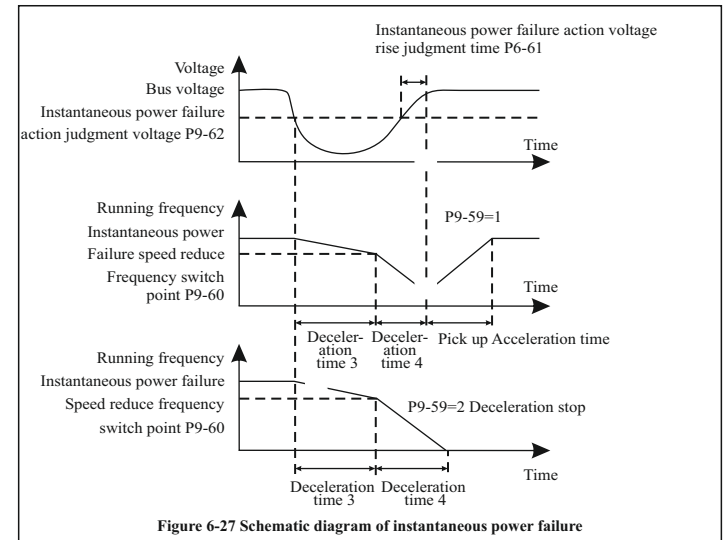 Instantaneous power failure action voltage
rise judgment time P6-61
Voltage
Bus voltage
Instantaneous power failure
action judgment voltage P9-62
Time
Running frequency
P9-59=1
Instantaneous power
Failure speed reduce
Frequency switch
point P9-60
Time
Deceler-
ation
time 3
Deceler-
ation
time 4
Pick up Acceleration time
Running frequency
Instantaneous power failure
Speed reduce frequency
switch point P9-60
P9-59=2 Deceleration stop
Time
Deceleration
time 3
Deceleration
time 4
Figure 6-27 Schematic diagram of instantaneous power failure